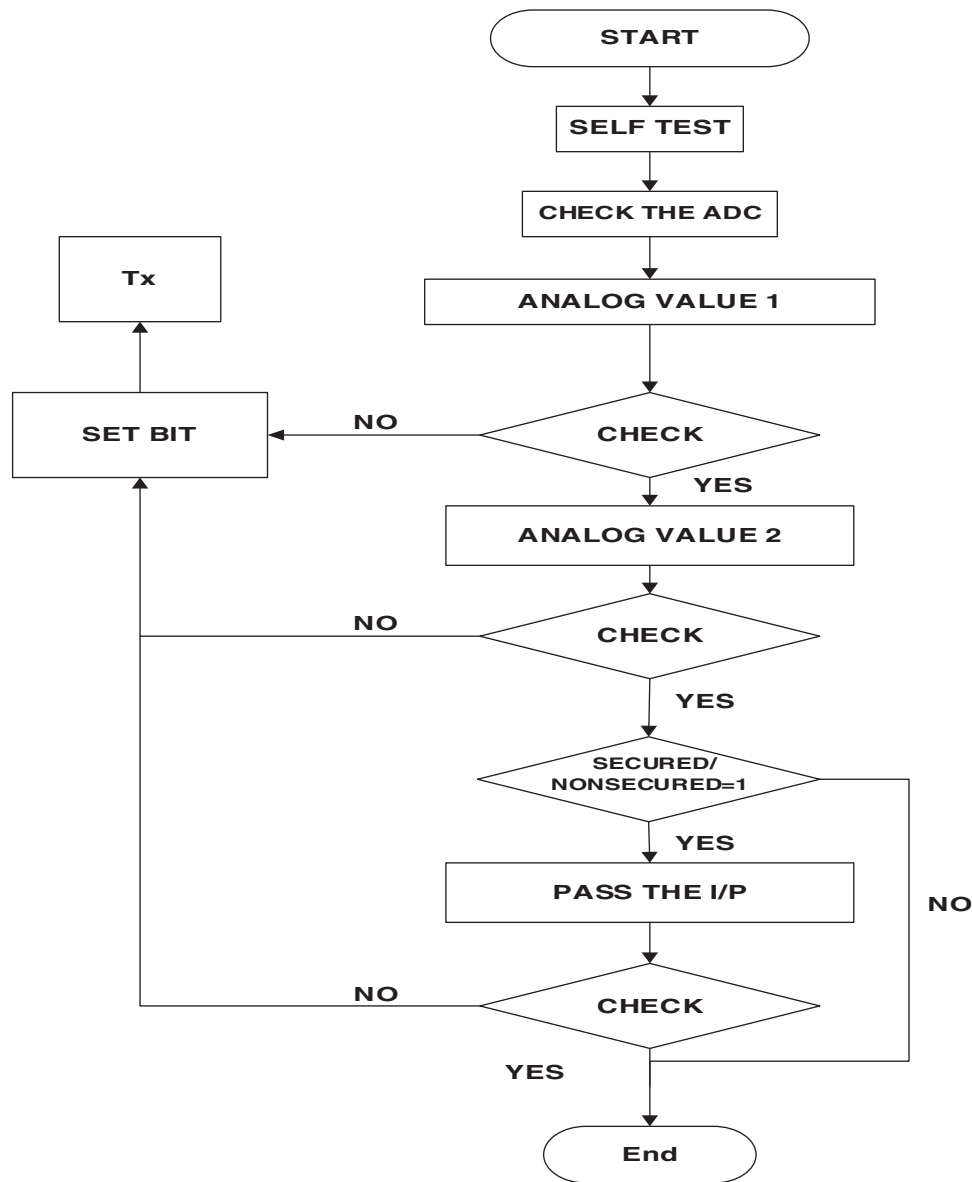 START
SELF TEST
CHECK THE ADC
Tx
ANALOG VALUE 1
SET BIT
NO
CHECK
YES
ANALOG VALUE 2
NO
CHECK
YES
SECURED/
NONSECURED=1
YES
PASS THE I/P
NO
NO
CHECK
YES
End